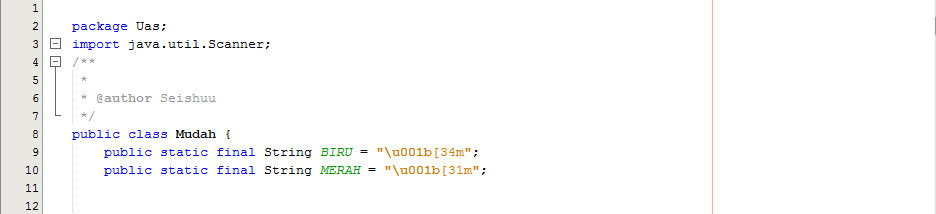 1
2 package Uas;
3 import java.util.Scanner;
4 /**
5 *
6 * @author Seishuu
7 */
8 public class Mudah {
9 public static final String BIRU = "\u001b[34m";
10 public static final String MERAH = "\u001b[31m";
11
12